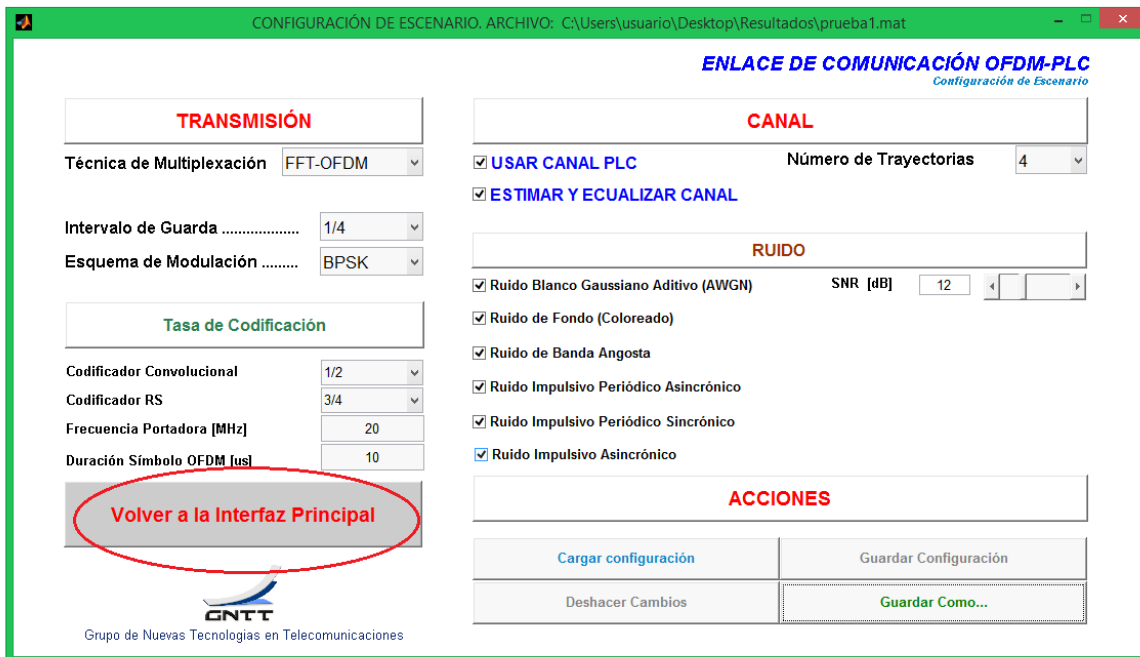 CONFIGURACIÓN DE ESCENARIO. ARCHIVO: C:\Users\usuario\Desktop\Resultados\prueba1.mat
ENLACE DE COMUNICACIÓN OFDM-PLC
Configuración de Escenario
TRANSMISIÓN
Técnica de Multiplexación FFT-OFDM
Intervalo de Guarda ................... 1/4
Esquema de Modulación ......... BPSK
Tasa de Codificación
Codificador Convolucional 1/2
Codificador RS 3/4
Frecuencia Portadora [MHz] 20
Duración Símbolo OFDM [us] 10
Volver a la Interfaz Principal
GNTT
Grupo de Nuevas Tecnologias en Telecomunicaciones
CANAL
USAR CANAL PLC Número de Trayectorias 4
ESTIMAR Y ECUALIZAR CANAL
RUIDO
Ruido Blanco Gaussiano Aditivo (AWGN) SNR [dB] 12
Ruido de Fondo (Coloreado)
Ruido de Banda Angosta
Ruido Impulsivo Periódico Asincrónico
Ruido Impulsivo Periódico Sincrónico
Ruido Impulsivo Asincrónico
ACCIONES
Cargar configuración Guardar Configuración
Deshacer Cambios Guardar Como...